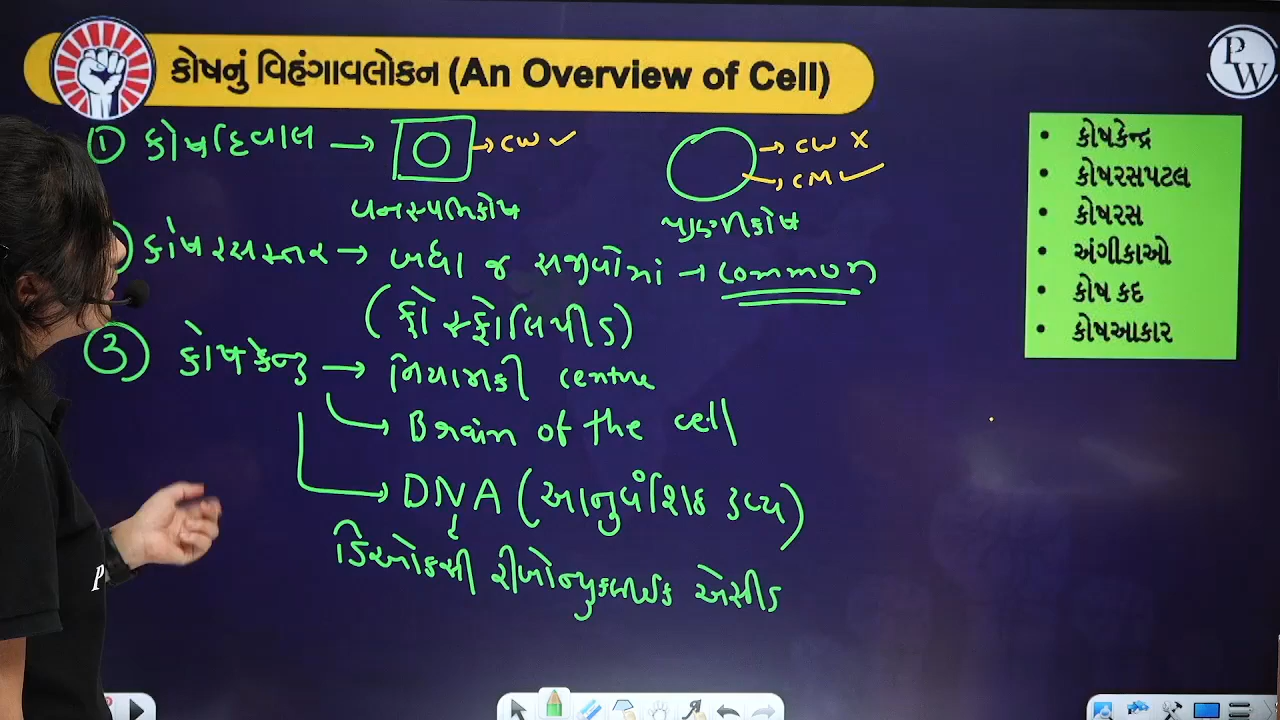 કોષનું વિહંગાવલોકન (An Overview of Cell)
PW
① કોષદિવાલ → → CW ✓ → CW X
→ CM ✓
વનસ્પતિકોષ પ્રાણીકોષ
કોષરસસ્તર → બધા જ સજીવોમાં → common
(ફોસ્ફોલિપીડ)
③ કોષકેન્દ્ર → નિયામકી centre
→ Brain of the cell
→ DNA (આનુવંશિક દ્રવ્ય)
ડિઓક્સી રીબોન્યુક્લીઈક એસીડ
• કોષકેન્દ્ર
• કોષરસપટલ
• કોષરસ
• અંગીકાઓ
• કોષ કદ
• કોષઆકાર
P